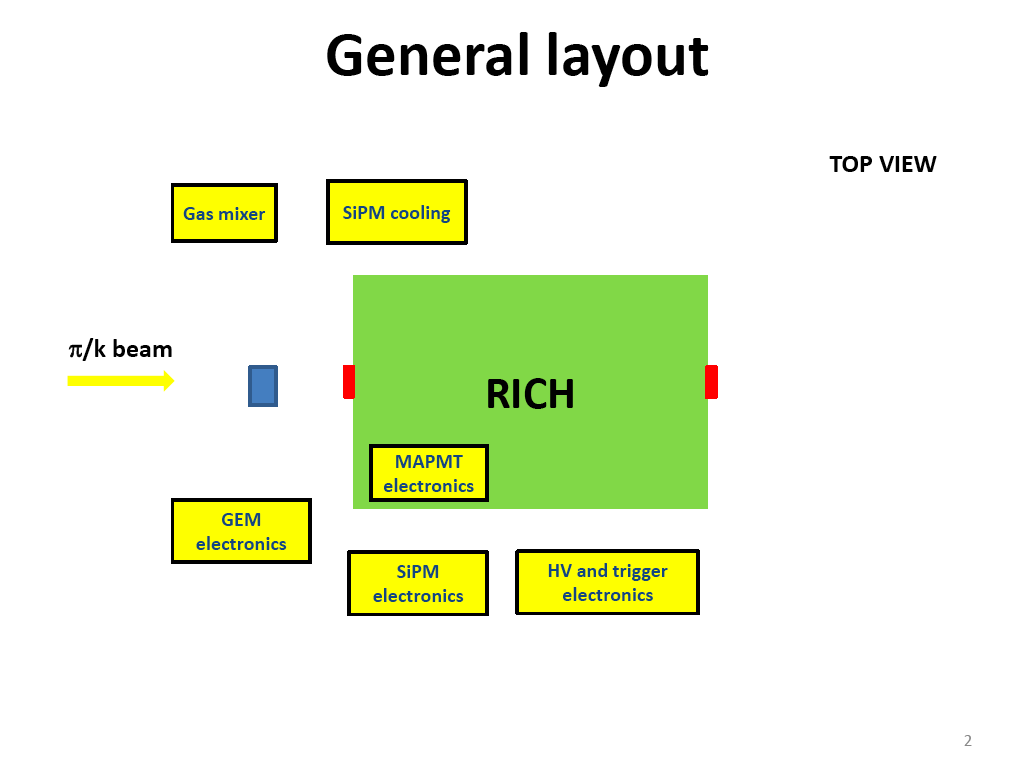 General layout
TOP VIEW
Gas mixer
SiPM cooling
π/k beam
RICH
MAPMT
electronics
GEM
electronics
SiPM
electronics
HV and trigger
electronics
2